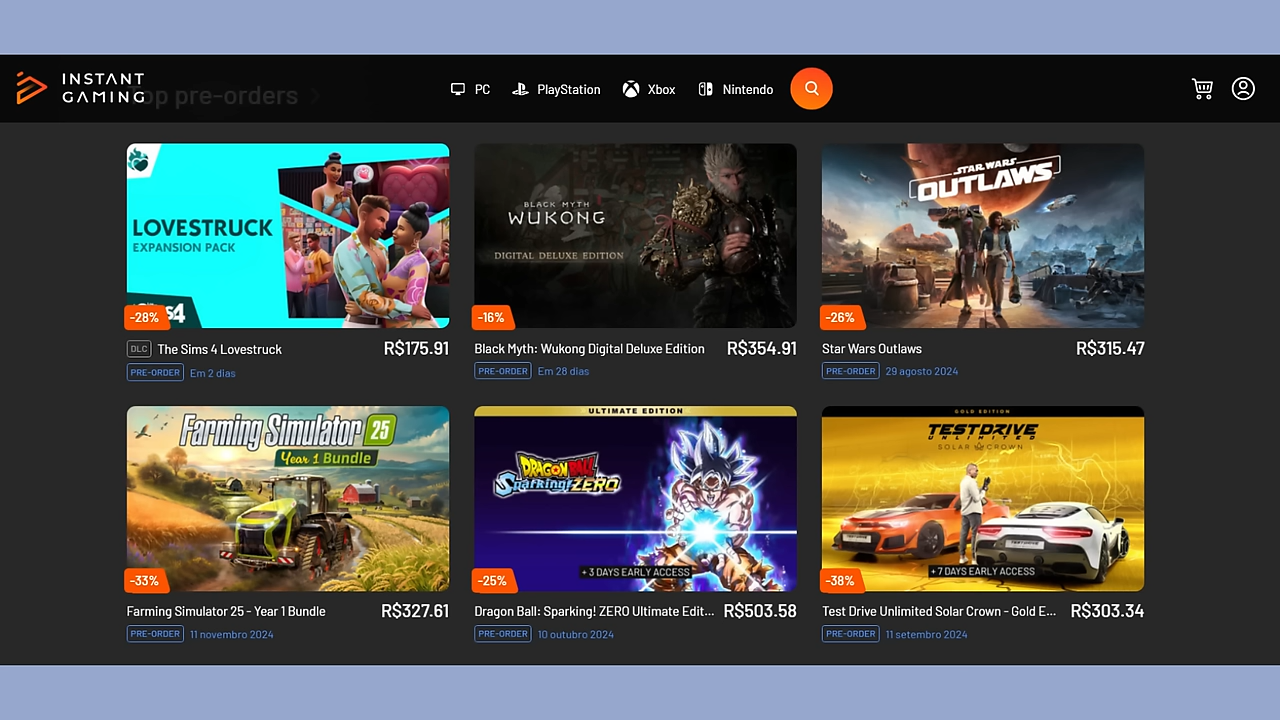 INSTANT
GAMING
Top pre-orders
PC
PlayStation
Xbox
Nintendo
LOVESTRUCK
EXPANSION PACK
-28%
DLC The Sims 4 Lovestruck R$175.91
PRE-ORDER Em 2 dias
BLACK MYTH
WUKONG
DIGITAL DELUXE EDITION
-16%
Black Myth: Wukong Digital Deluxe Edition R$354.91
PRE-ORDER Em 28 dias
STAR WARS
OUTLAWS
-26%
Star Wars Outlaws R$315.47
PRE-ORDER 29 agosto 2024
Farming Simulator 25
Year 1 Bundle
-33%
Farming Simulator 25 - Year 1 Bundle R$327.61
PRE-ORDER 11 novembro 2024
ULTIMATE EDITION
DRAGON BALL
Sparking! ZERO
+ 3 DAYS EARLY ACCESS
-25%
Dragon Ball: Sparking! ZERO Ultimate Edit... R$503.58
PRE-ORDER 10 outubro 2024
GOLD EDITION
TEST DRIVE
UNLIMITED
SOLAR CROWN
+ 7 DAYS EARLY ACCESS
-38%
Test Drive Unlimited Solar Crown - Gold E... R$303.34
PRE-ORDER 11 setembro 2024